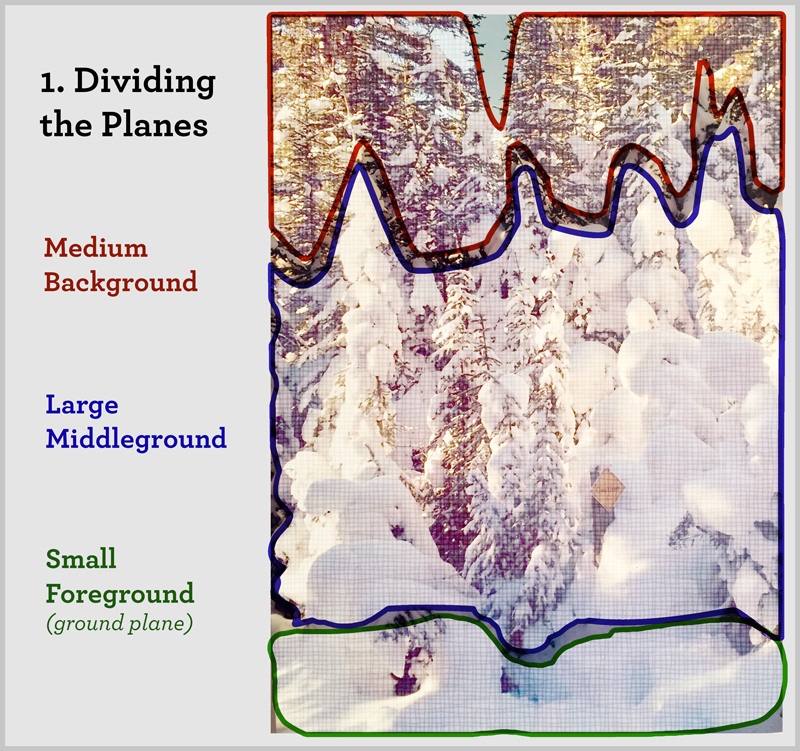 1. Dividing
the Planes
Medium
Background
Large
Middleground
Small
Foreground
(ground plane)